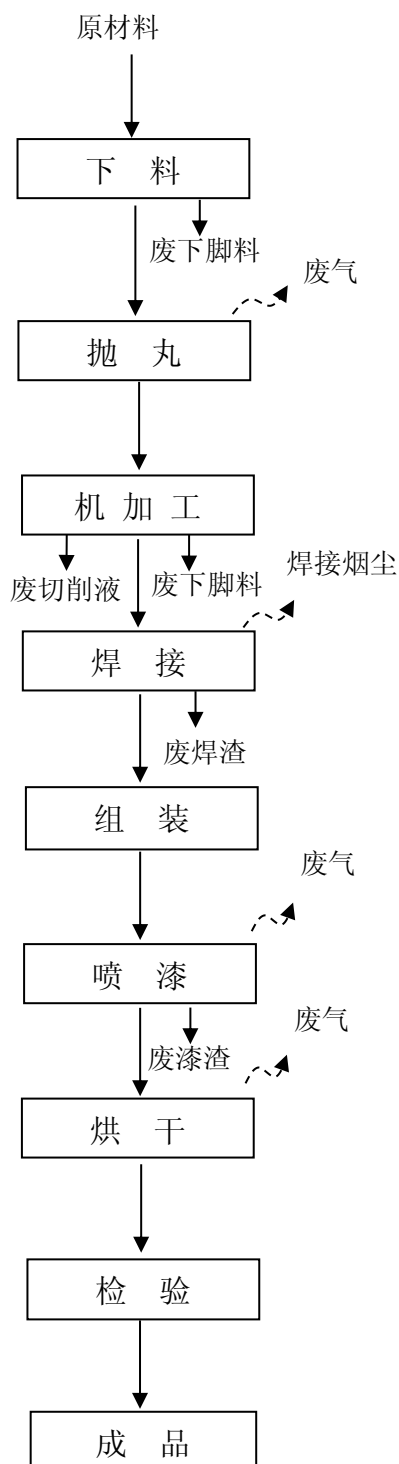 原材料
下 料
废下脚料
废气
抛 丸
机 加 工
废切削液
废下脚料
焊接烟尘
焊 接
废焊渣
组 装
废气
喷 漆
废气
废漆渣
烘 干
检 验
成 品